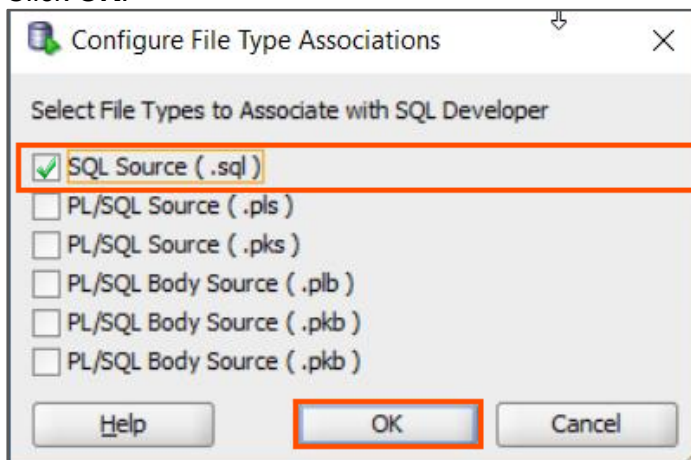 Click OK.
Configure File Type Associations
Select File Types to Associate with SQL Developer
SQL Source ( .sql )
PL/SQL Source ( .pls )
PL/SQL Source ( .pks )
PL/SQL Body Source ( .plb )
PL/SQL Body Source ( .pkb )
PL/SQL Body Source ( .pkb )
Help OK Cancel